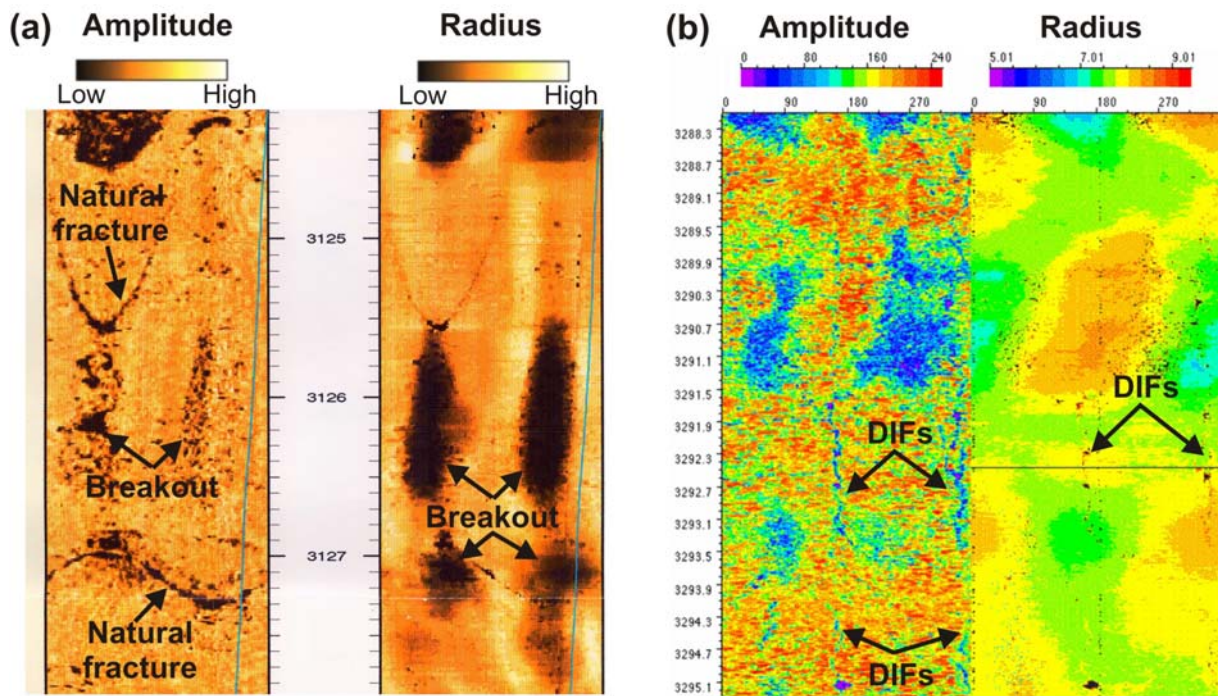 (a)
Amplitude
Radius
Low
High
Low
High
Natural
fracture
3125
3126
Breakout
Breakout
3127
Natural
fracture
(b)
Amplitude
Radius
0 80 160 240
5.01 7.01 9.01
0 90 180 270
0 90 180 270
3288.3
3288.7
3289.1
3289.5
3289.9
3290.3
3290.7
3291.1
3291.5
3291.9
3292.3
3292.7
3293.1
3293.5
3293.9
3294.3
3294.7
3295.1
DIFs
DIFs
DIFs